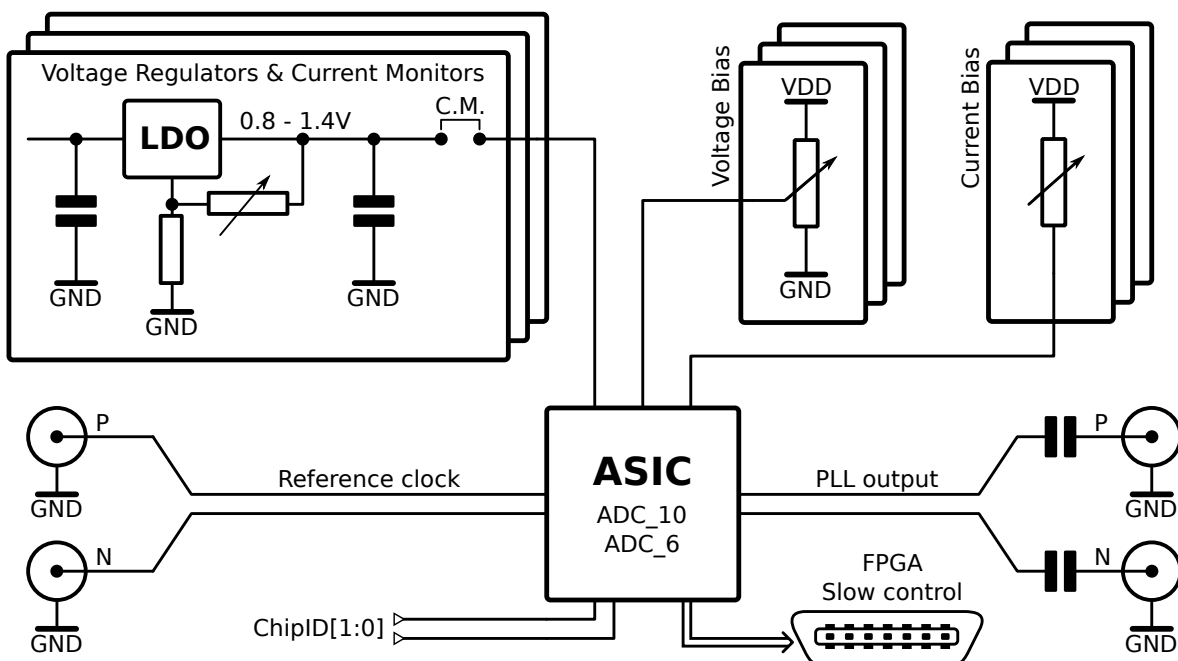 Voltage Regulators & Current Monitors
LDO
0.8 - 1.4V
C.M.
GND
GND
GND
Voltage Bias
VDD
GND
Current Bias
VDD
P
GND
Reference clock
N
GND
ASIC
ADC_10
ADC_6
PLL output
P
GND
N
GND
ChipID[1:0]
FPGA
Slow control